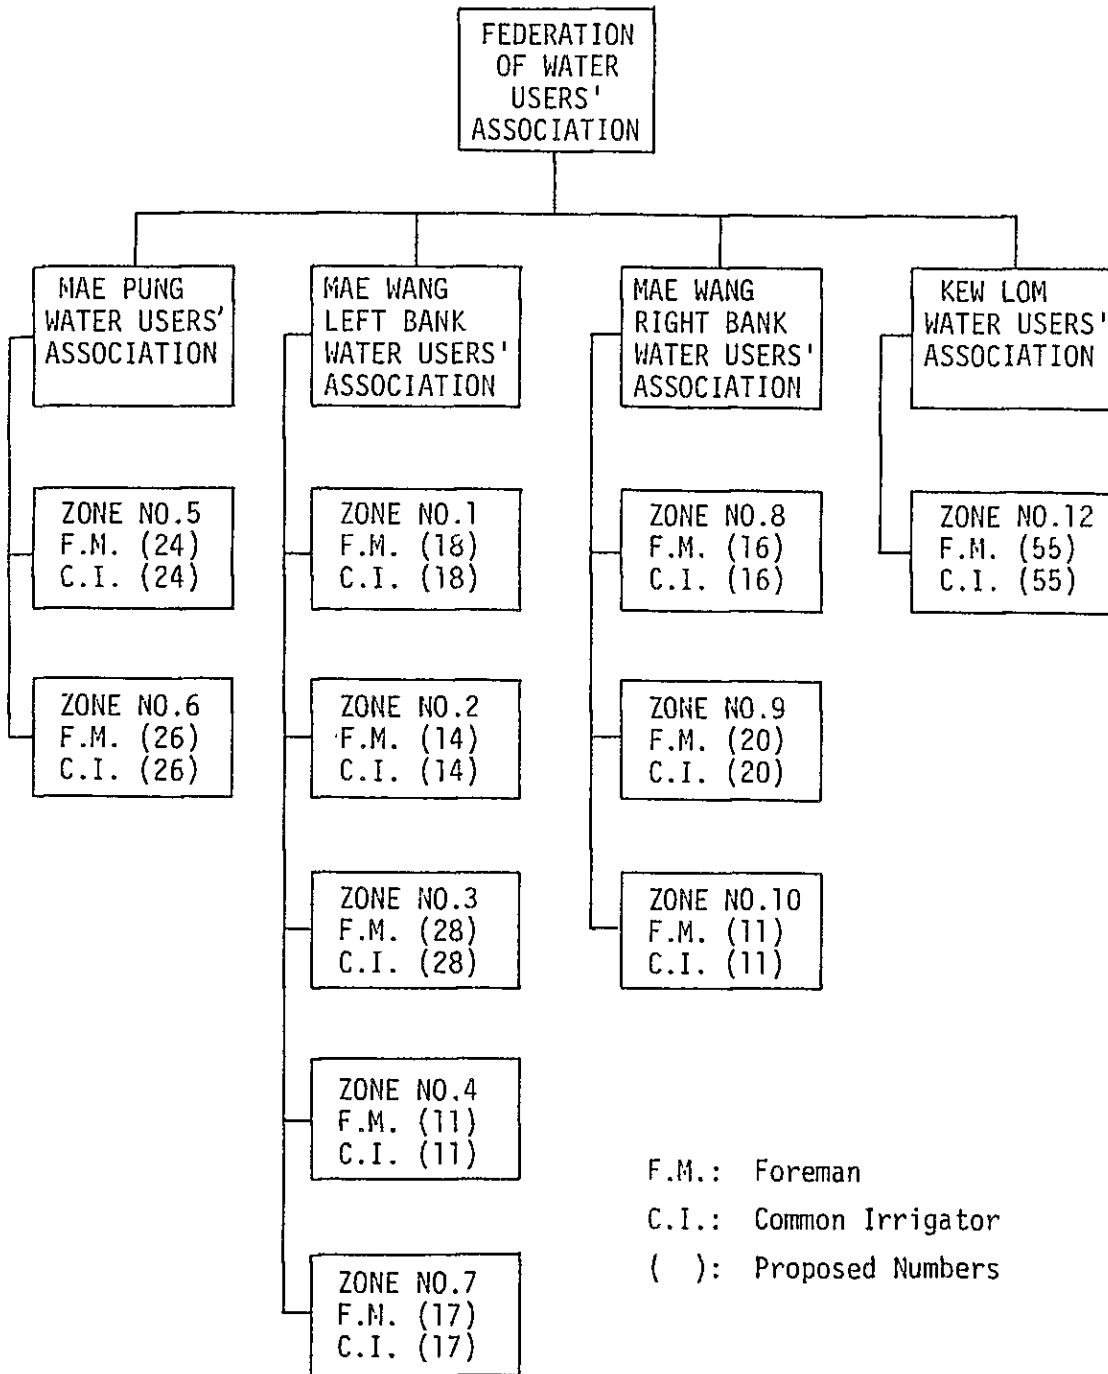 FEDERATION
OF WATER
USERS'
ASSOCIATION
MAE PUNG
WATER USERS'
ASSOCIATION
MAE WANG
LEFT BANK
WATER USERS'
ASSOCIATION
MAE WANG
RIGHT BANK
WATER USERS'
ASSOCIATION
KEW LOM
WATER USERS'
ASSOCIATION
ZONE NO.5
F.M. (24)
C.I. (24)
ZONE NO.6
F.M. (26)
C.I. (26)
ZONE NO.1
F.M. (18)
C.I. (18)
ZONE NO.2
F.M. (14)
C.I. (14)
ZONE NO.3
F.M. (28)
C.I. (28)
ZONE NO.4
F.M. (11)
C.I. (11)
ZONE NO.7
F.M. (17)
C.I. (17)
ZONE NO.8
F.M. (16)
C.I. (16)
ZONE NO.9
F.M. (20)
C.I. (20)
ZONE NO.10
F.M. (11)
C.I. (11)
ZONE NO.12
F.M. (55)
C.I. (55)
F.M.: Foreman
C.I.: Common Irrigator
( ): Proposed Numbers